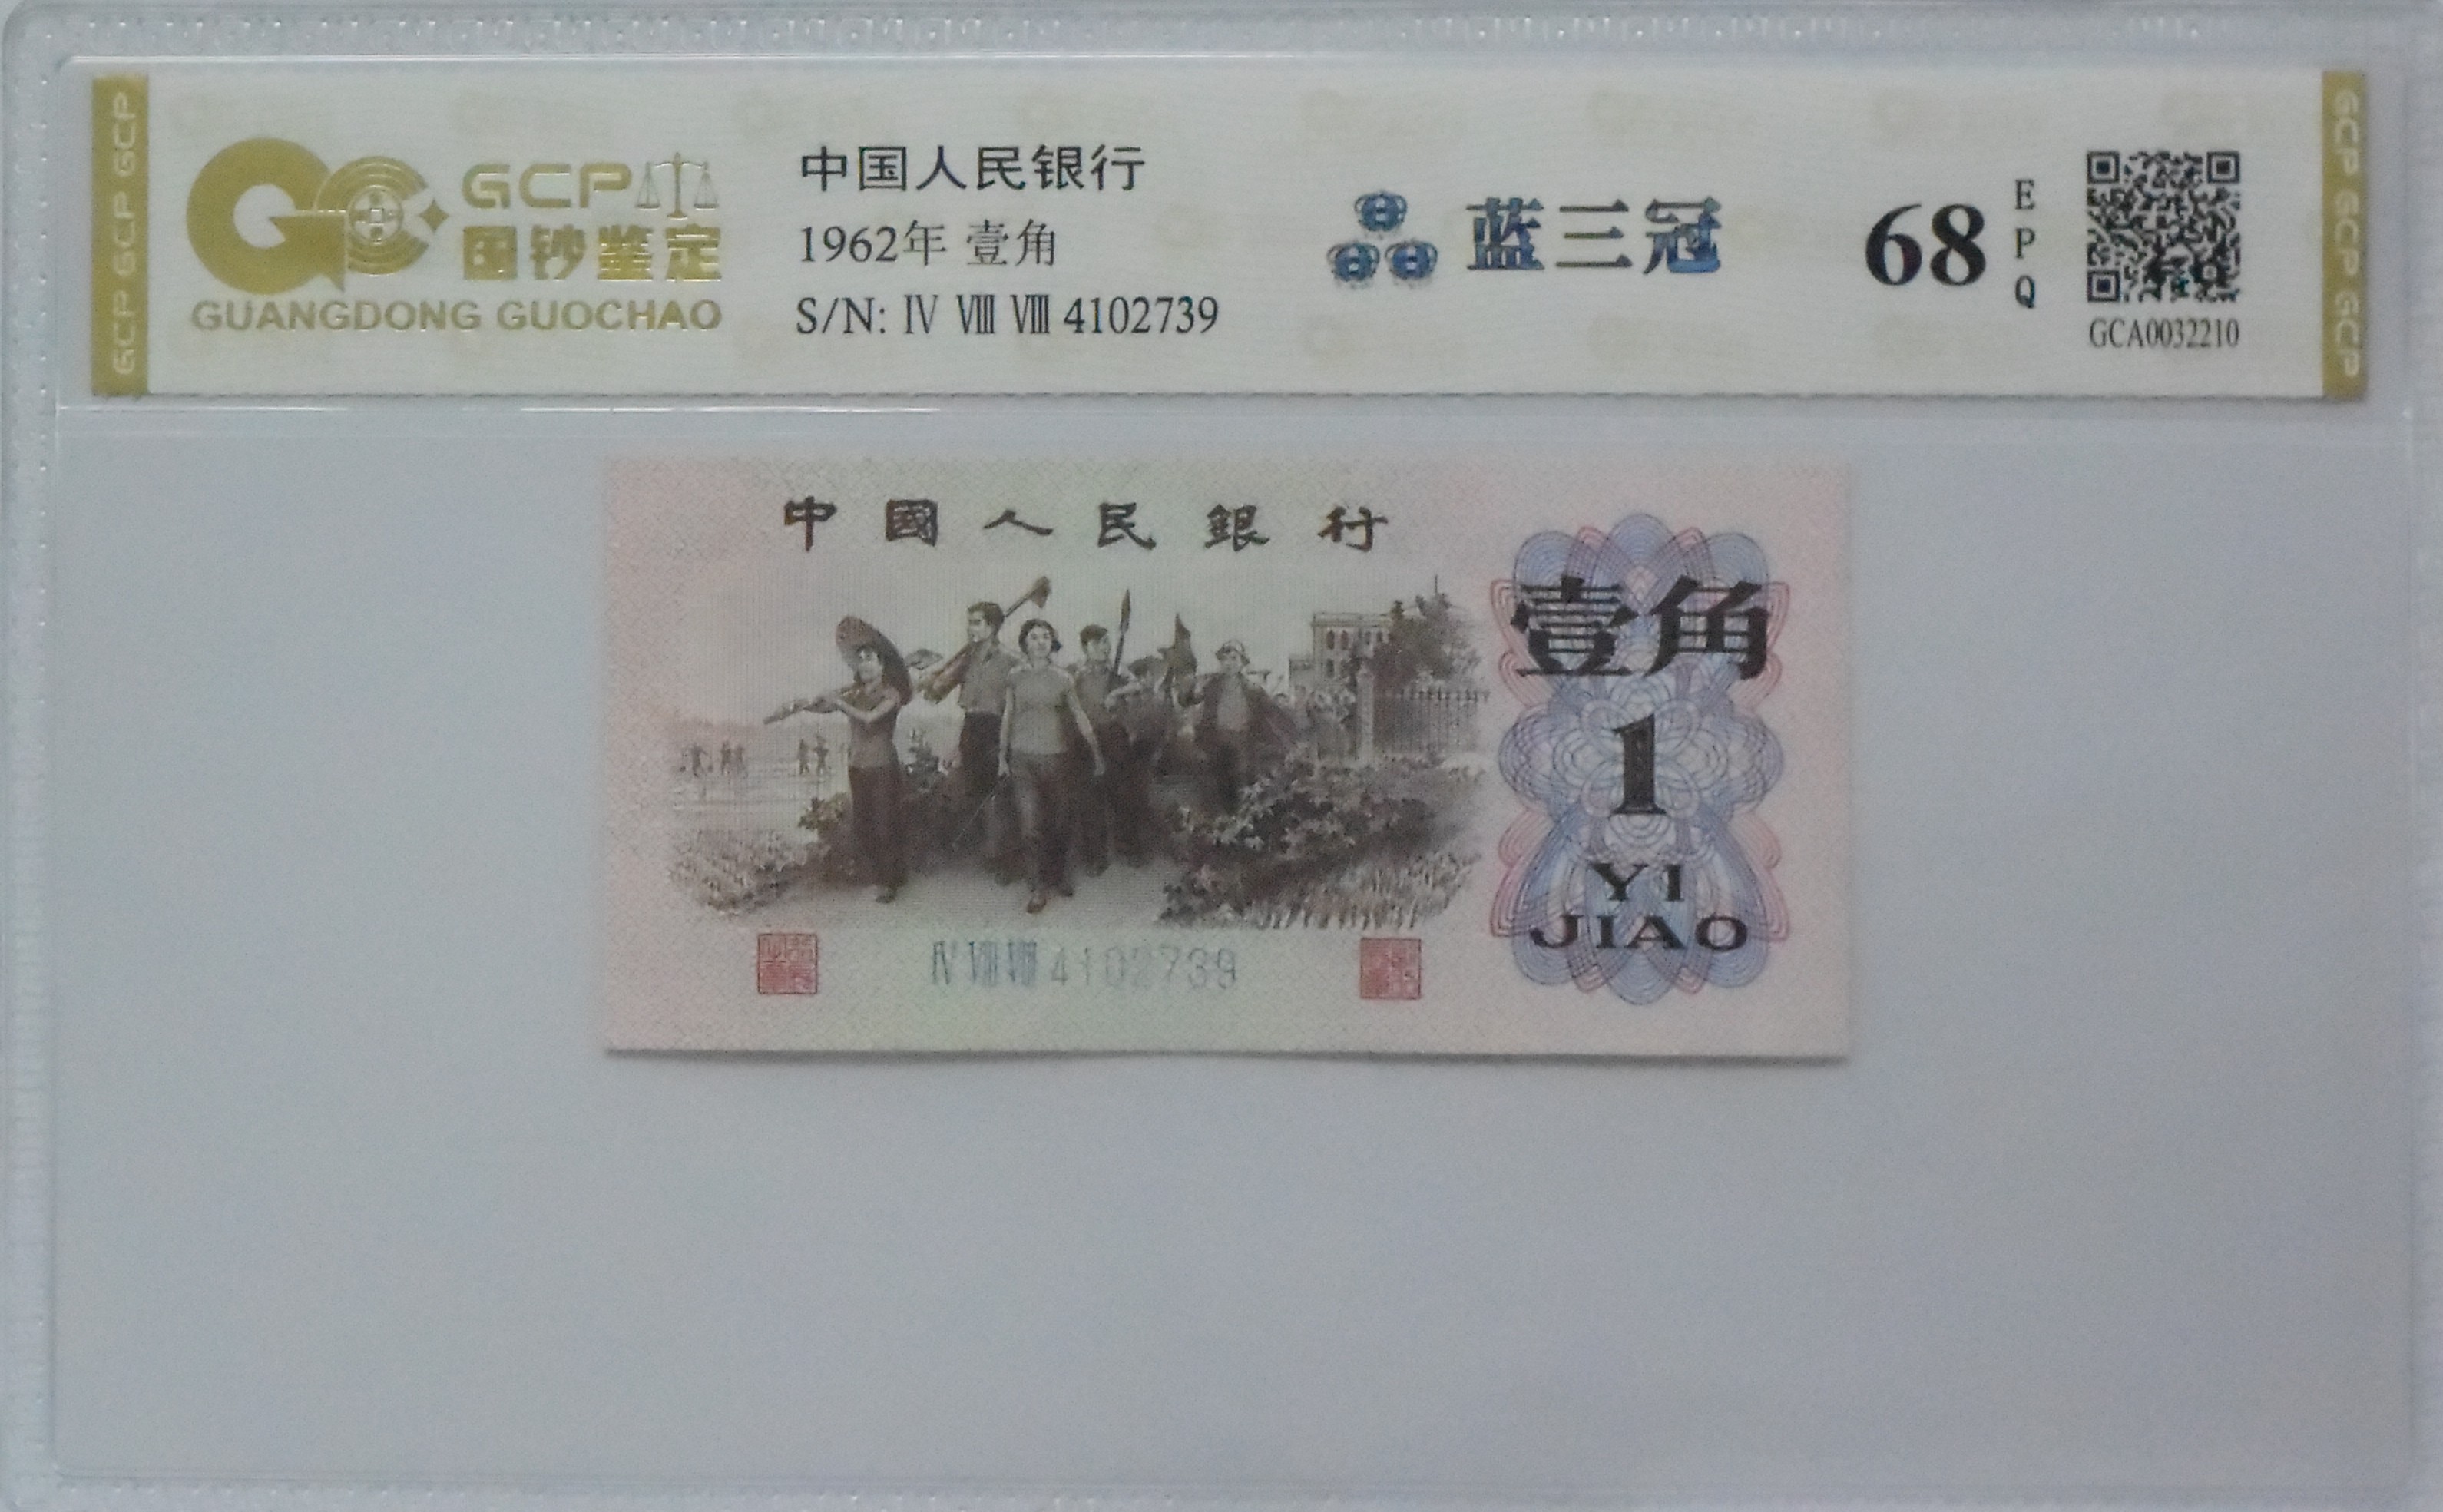 GCP GCP GCP
GCP
国钞鉴定
GUANGDONG GUOCHAO
中国人民银行
1962年 壹角
S/N: Ⅳ Ⅷ Ⅷ 4102739
蓝三冠
68
E
P
Q
GCA0032210
GCP GCP GCP
中國人民銀行
壹角
1
YI
JIAO
Ⅳ Ⅷ Ⅷ 4102739